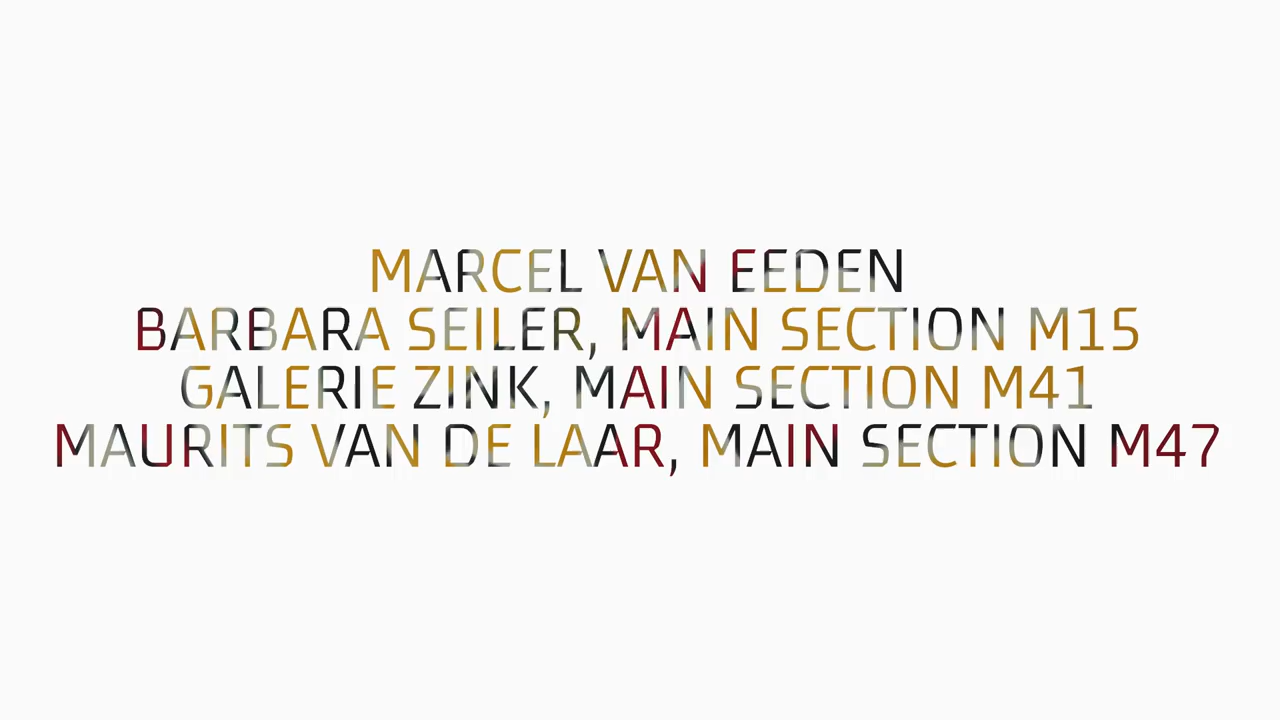 MARCEL VAN EEDEN
BARBARA SEILER, MAIN SECTION M15
GALERIE ZINK, MAIN SECTION M41
MAURITS VAN DE LAAR, MAIN SECTION M47